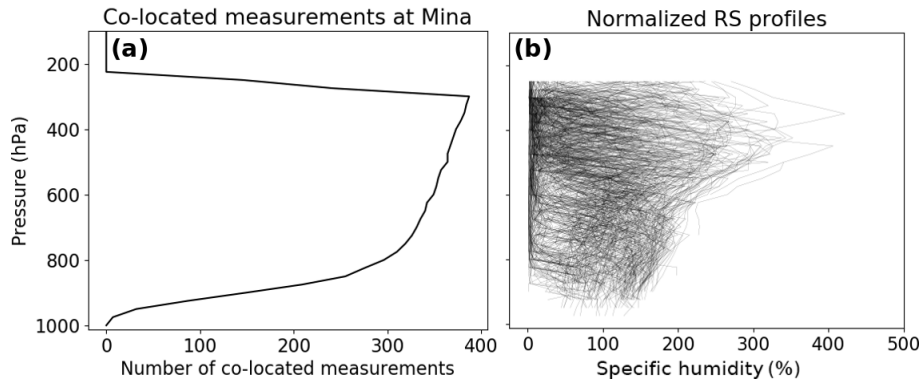 Co-located measurements at Mina
Normalized RS profiles
(a)
(b)
Pressure (hPa)
200
400
600
800
1000
0 100 200 300 400
0 100 200 300 400 500
Number of co-located measurements
Specific humidity (%)